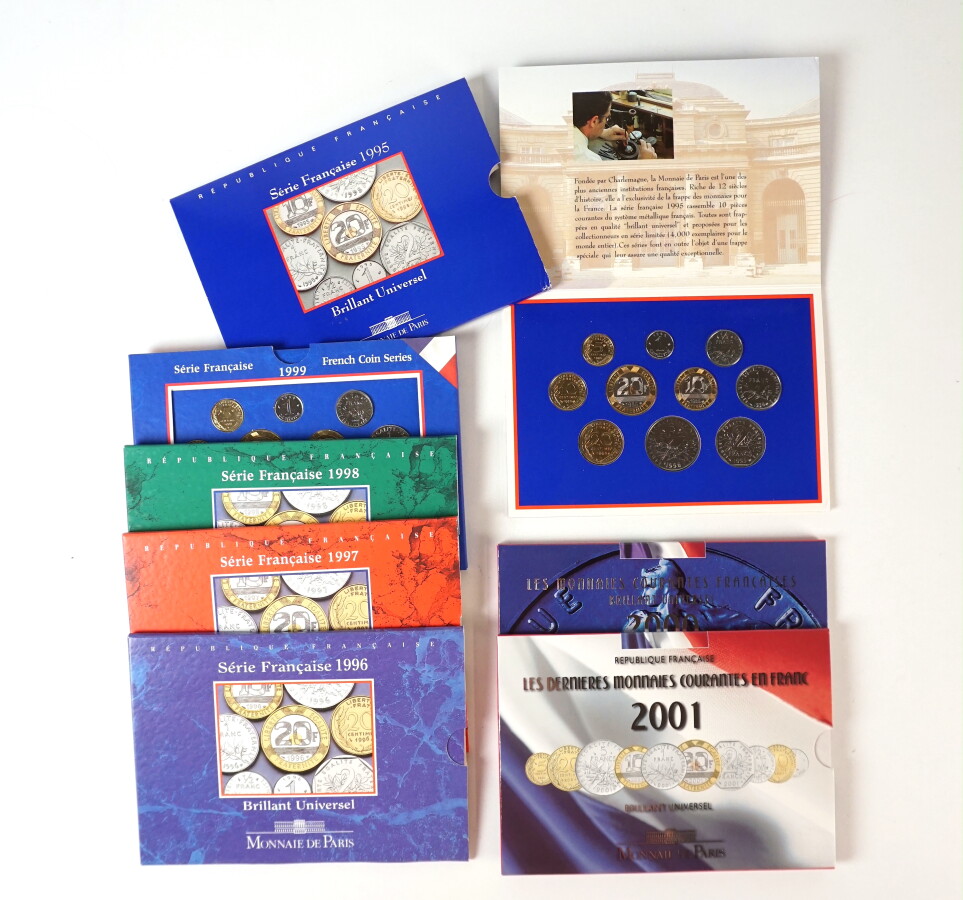 RÉPUBLIQUE FRANÇAISE
Série Française 1995
Brillant Universel
MONNAIE DE PARIS
Fondée par Charlemagne, la Monnaie de Paris est l'une des
plus anciennes institutions françaises. Riche de 12 siècles
d'histoire, elle a l'exclusivité de la frappe des monnaies pour
la France. La série française 1995 rassemble 10 pièces
courantes du système métallique français. Toutes sont frap-
pées en qualité "brillant universel" et proposées pour les
collectionneurs en série limitée (4.000 exemplaires pour le
monde entier). Ces séries font en outre l'objet d'une frappe
spéciale qui leur assure une qualité exceptionnelle.
Série Française 1999 French Coin Series
RÉPUBLIQUE FRANÇAISE
Série Française 1998
RÉPUBLIQUE FRANÇAISE
Série Française 1997
RÉPUBLIQUE FRANÇAISE
Série Française 1996
20F
1996
Brillant Universel
MONNAIE DE PARIS
LES MONNAIES COURANTES FRANÇAISES
BRILLANT UNIVERSEL
REPUBLIQUE FRANÇAISE
LES DERNIERES MONNAIES COURANTES EN FRANC
2001
BRILLANT UNIVERSEL
MONNAIE DE PARIS